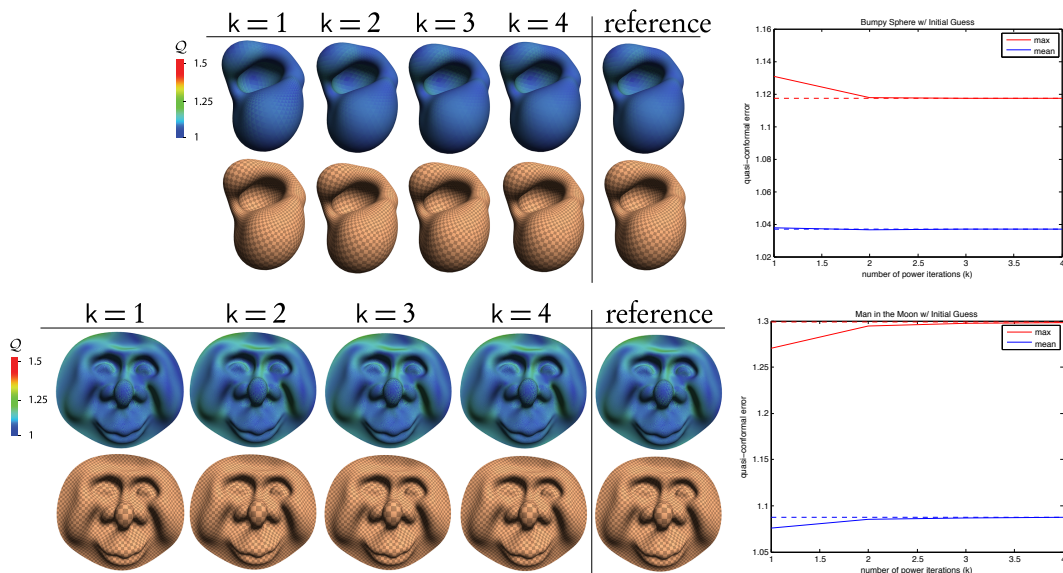 k = 1 k = 2 k = 3 k = 4 reference
Q
1.5
1.25
1
Bumpy Sphere w/ Initial Guess
max
mean
1.16
1.14
1.12
1.1
1.08
1.06
1.04
1.02
quasi−conformal error
1 1.5 2 2.5 3 3.5 4
number of power iterations (k)
k = 1 k = 2 k = 3 k = 4 reference
Q
1.5
1.25
1
Man in the Moon w/ Initial Guess
max
mean
1.3
1.25
1.2
1.15
1.1
1.05
quasi−conformal error
1 1.5 2 2.5 3 3.5 4
number of power iterations (k)